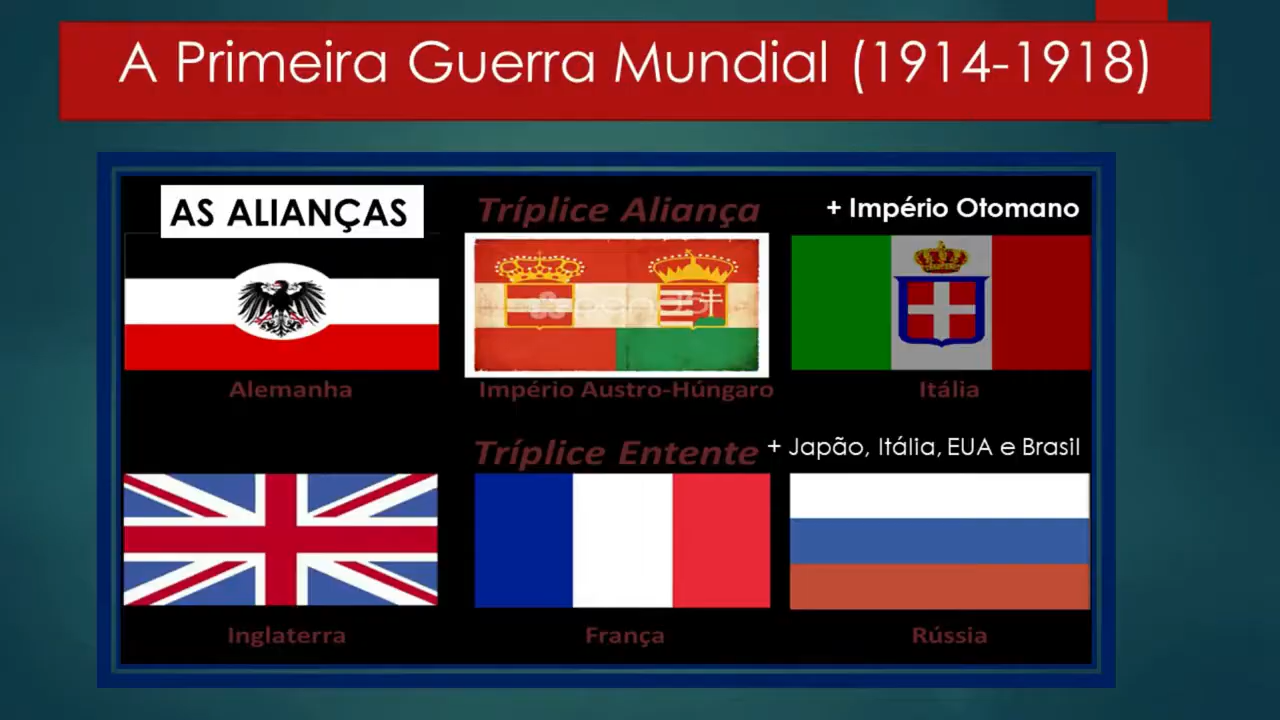 A Primeira Guerra Mundial (1914-1918)
AS ALIANÇAS
Tríplice Aliança
+ Império Otomano
Alemanha
Império Austro-Húngaro
Itália
Tríplice Entente
+ Japão, Itália, EUA e Brasil
Inglaterra
França
Rússia